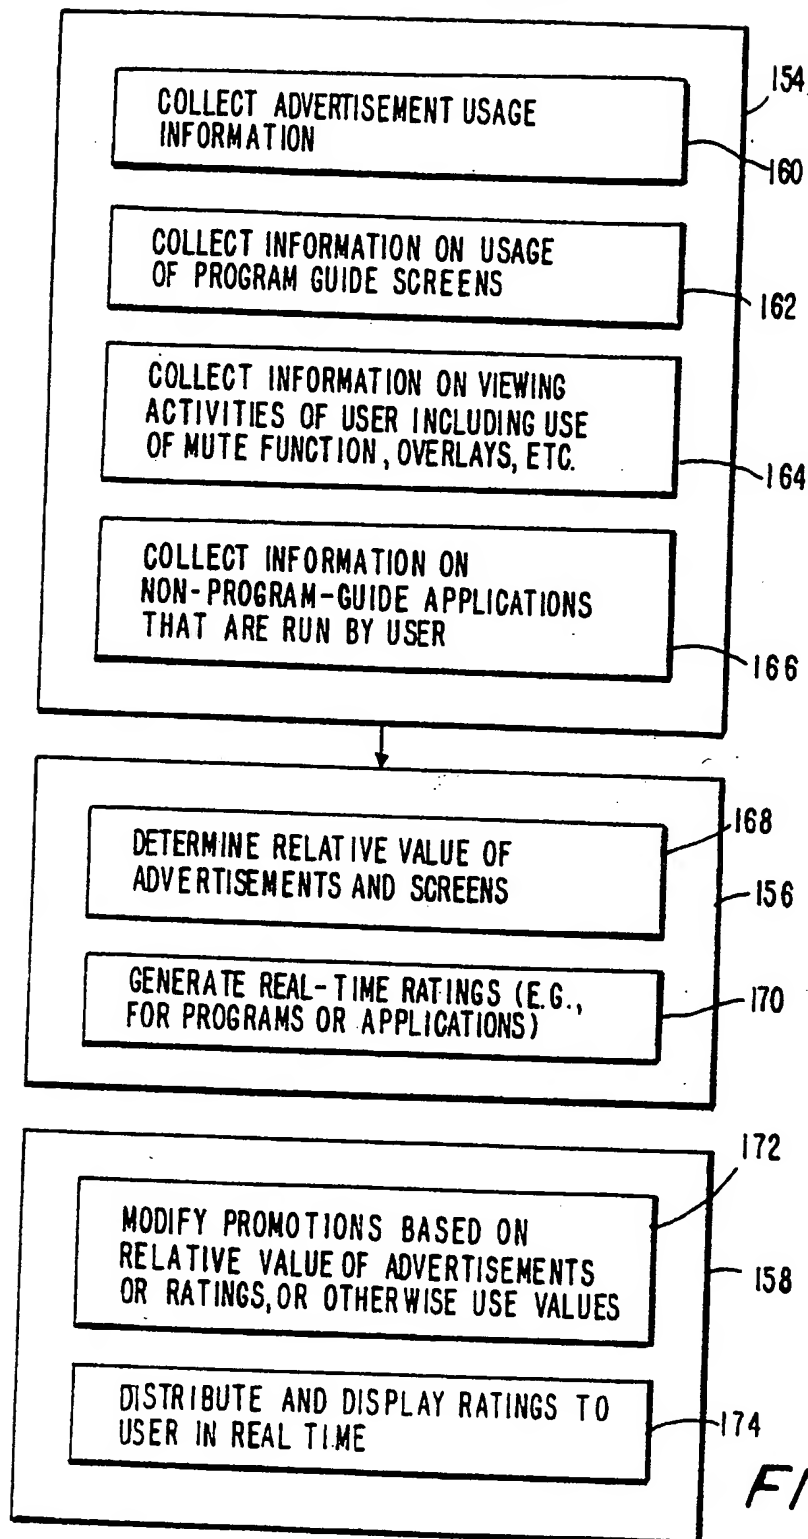 154
COLLECT ADVERTISEMENT USAGE
INFORMATION
160
COLLECT INFORMATION ON USAGE
OF PROGRAM GUIDE SCREENS
162
COLLECT INFORMATION ON VIEWING
ACTIVITIES OF USER INCLUDING USE
OF MUTE FUNCTION, OVERLAYS, ETC.
164
COLLECT INFORMATION ON
NON-PROGRAM-GUIDE APPLICATIONS
THAT ARE RUN BY USER
166
168
DETERMINE RELATIVE VALUE OF
ADVERTISEMENTS AND SCREENS
156
GENERATE REAL-TIME RATINGS (E.G.,
FOR PROGRAMS OR APPLICATIONS)
170
172
MODIFY PROMOTIONS BASED ON
RELATIVE VALUE OF ADVERTISEMENTS
OR RATINGS, OR OTHERWISE USE VALUES
158
DISTRIBUTE AND DISPLAY RATINGS TO
USER IN REAL TIME
174